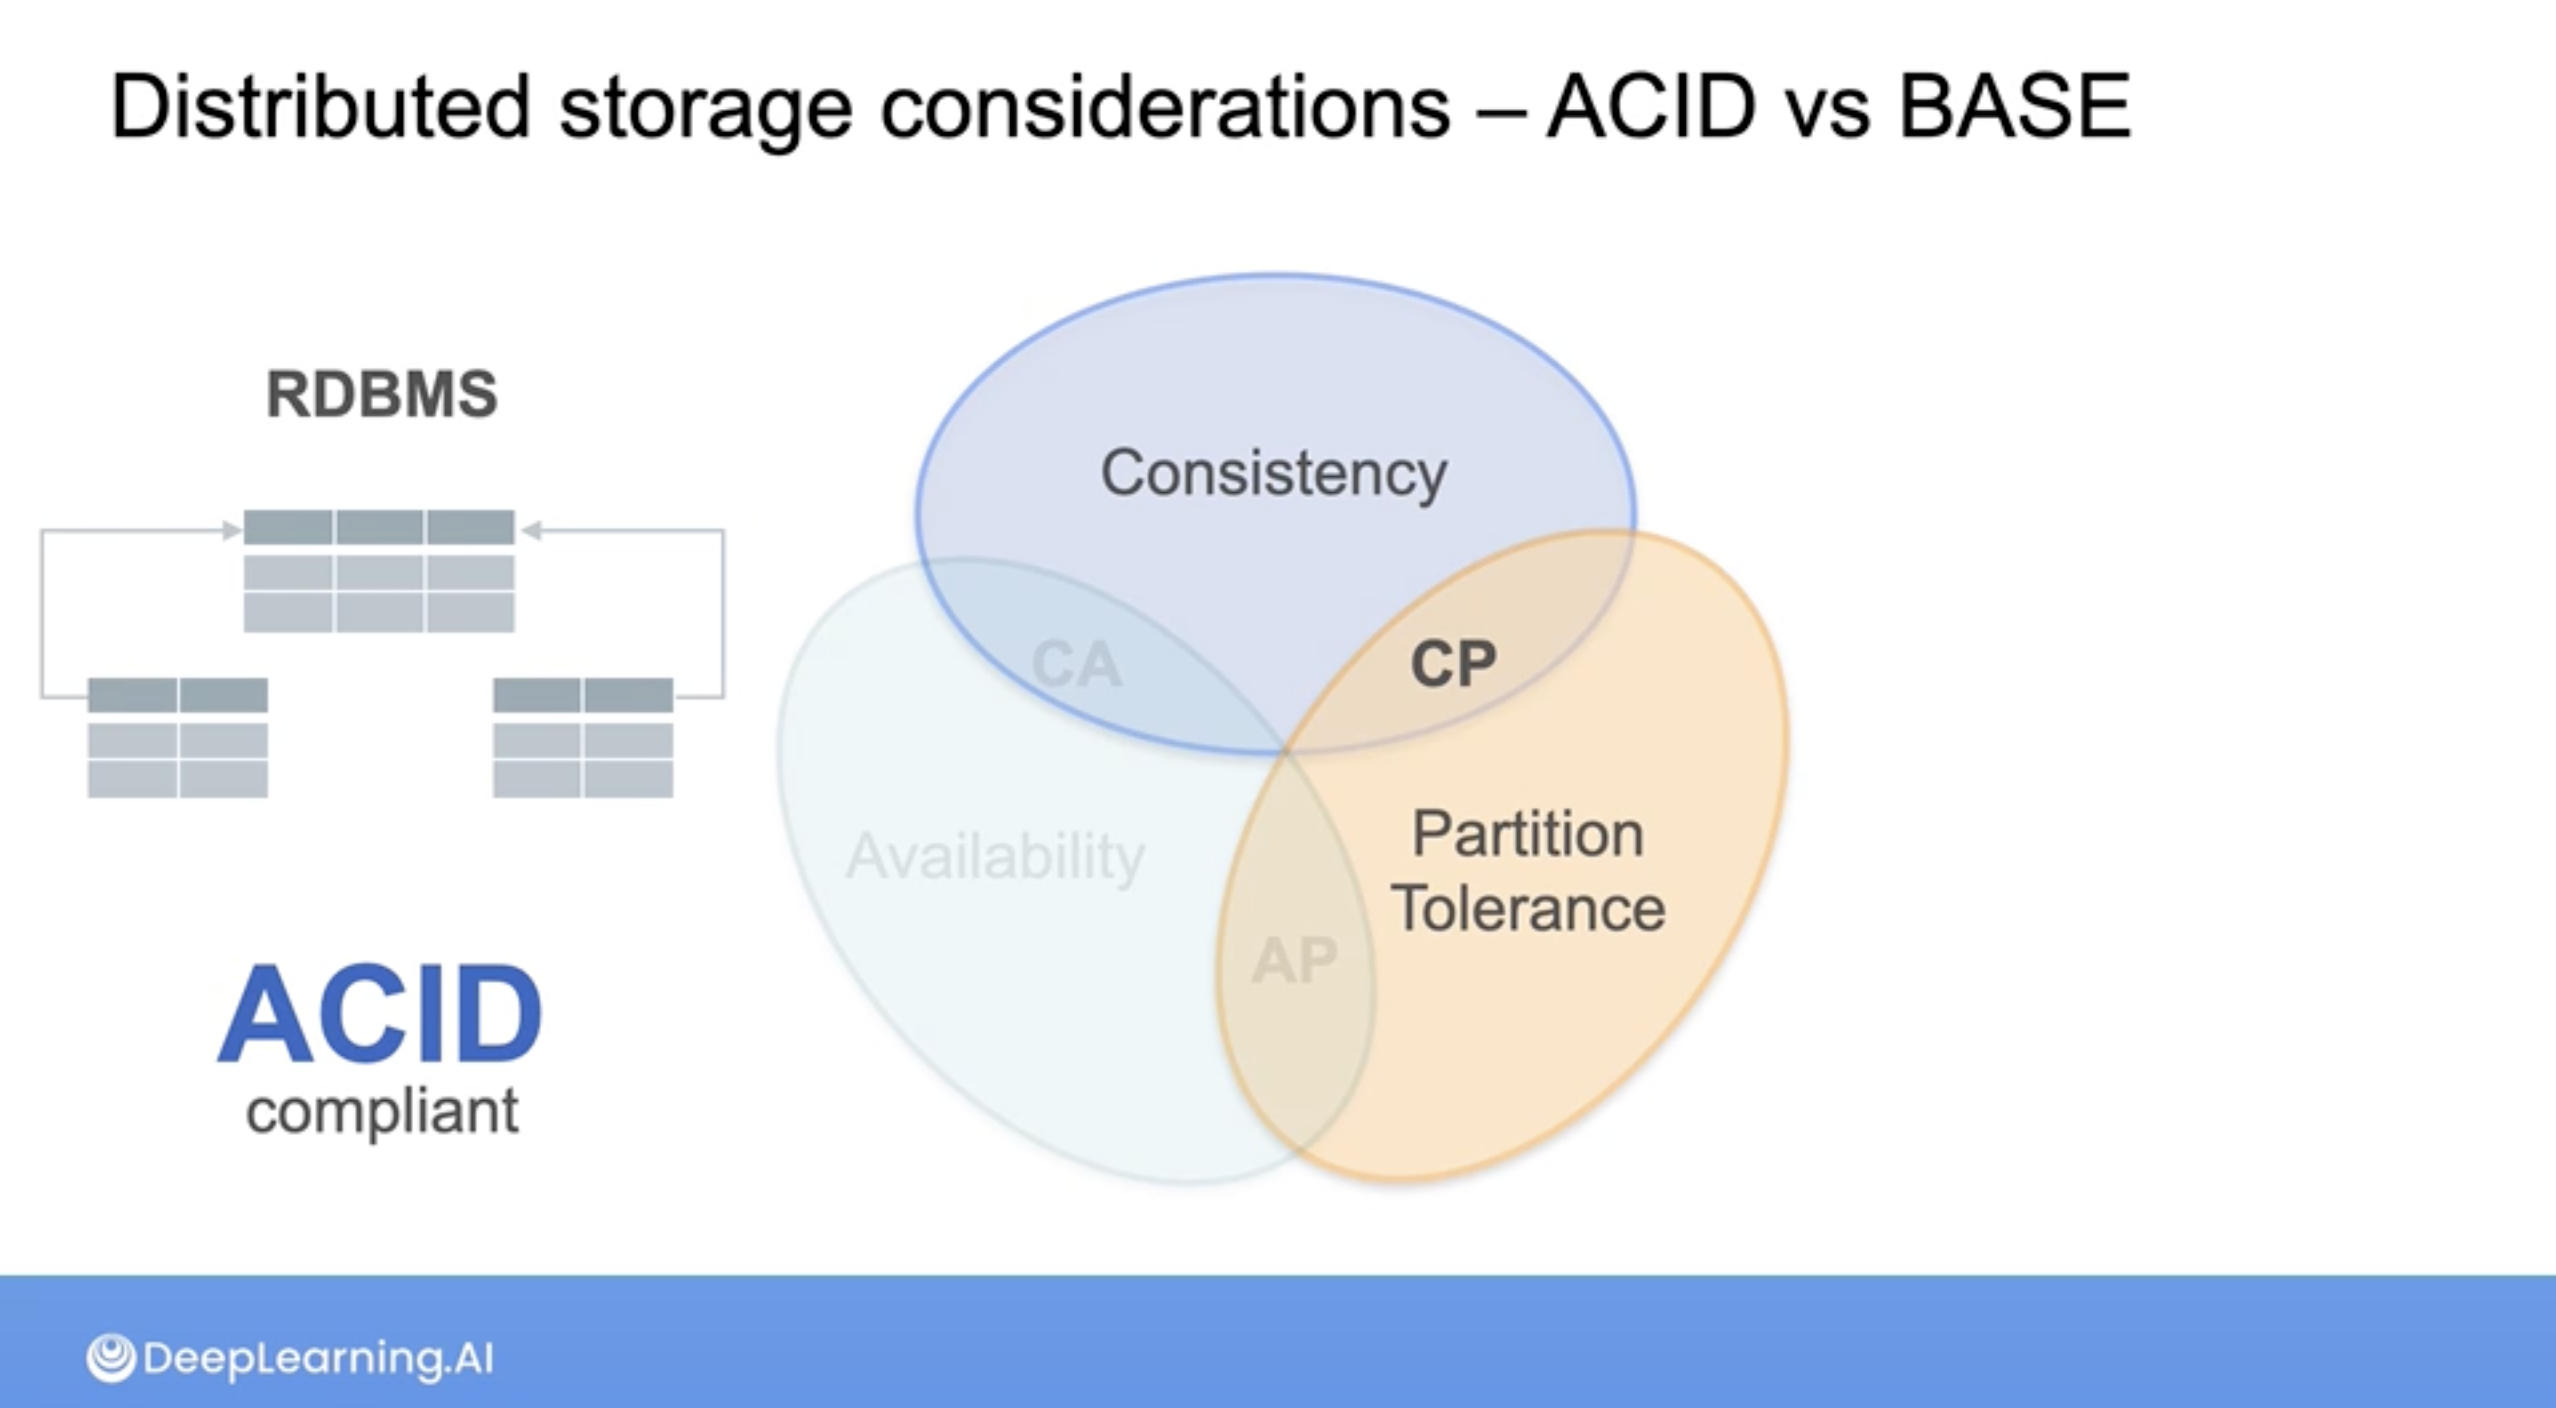 Distributed storage considerations – ACID vs BASE
RDBMS
ACID
compliant
Consistency
CA
CP
Availability
Partition
Tolerance
AP
DeepLearning.AI